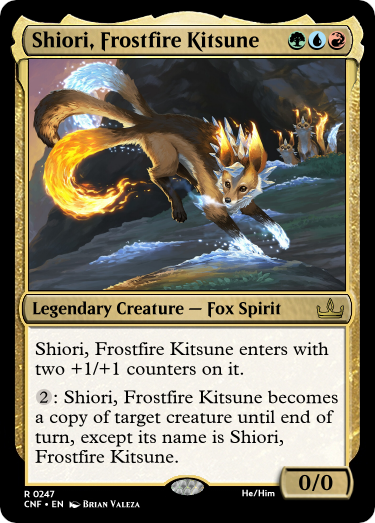 Shiori, Frostfire Kitsune
Legendary Creature — Fox Spirit
Shiori, Frostfire Kitsune enters with
two +1/+1 counters on it.
2: Shiori, Frostfire Kitsune becomes
a copy of target creature until end of
turn, except its name is Shiori,
Frostfire Kitsune.
0/0
R 0247
He/Him
CNF • EN Brian Valeza